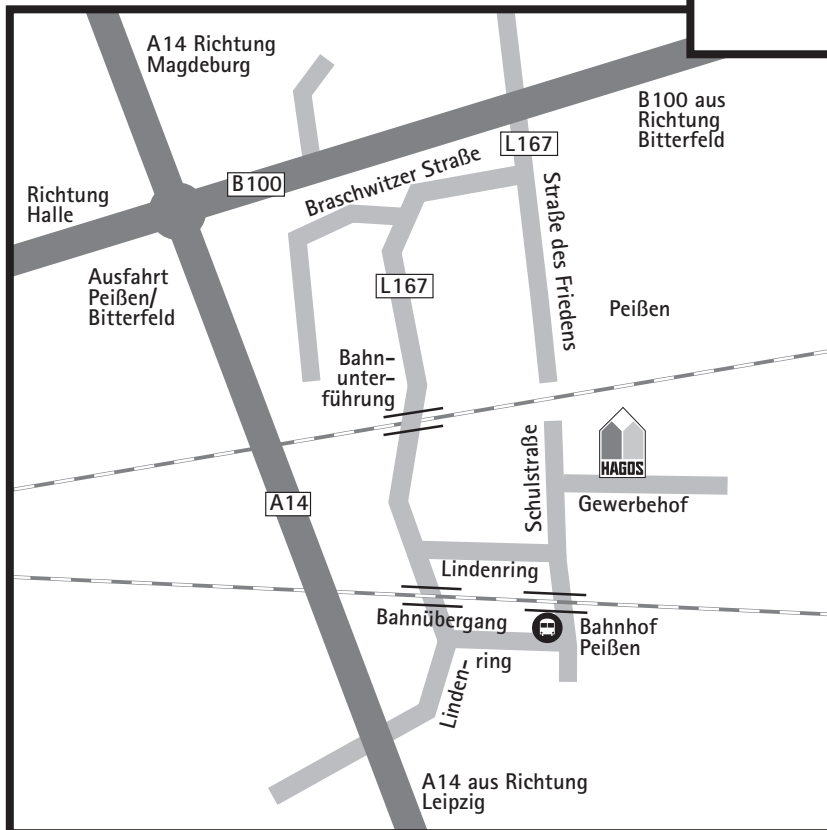 A14 Richtung
Magdeburg
B100 aus
Richtung
Bitterfeld
L167
B100
Braschwitzer Straße
Richtung
Halle
Straße des Friedens
Ausfahrt
Peißen/
Bitterfeld
L167
Peißen
Bahn-
unter-
führung
HAGOS
Schulstraße
A14
Gewerbehof
Lindenring
Bahnübergang
Bahnhof
Peißen
Linden-
ring
A14 aus Richtung
Leipzig